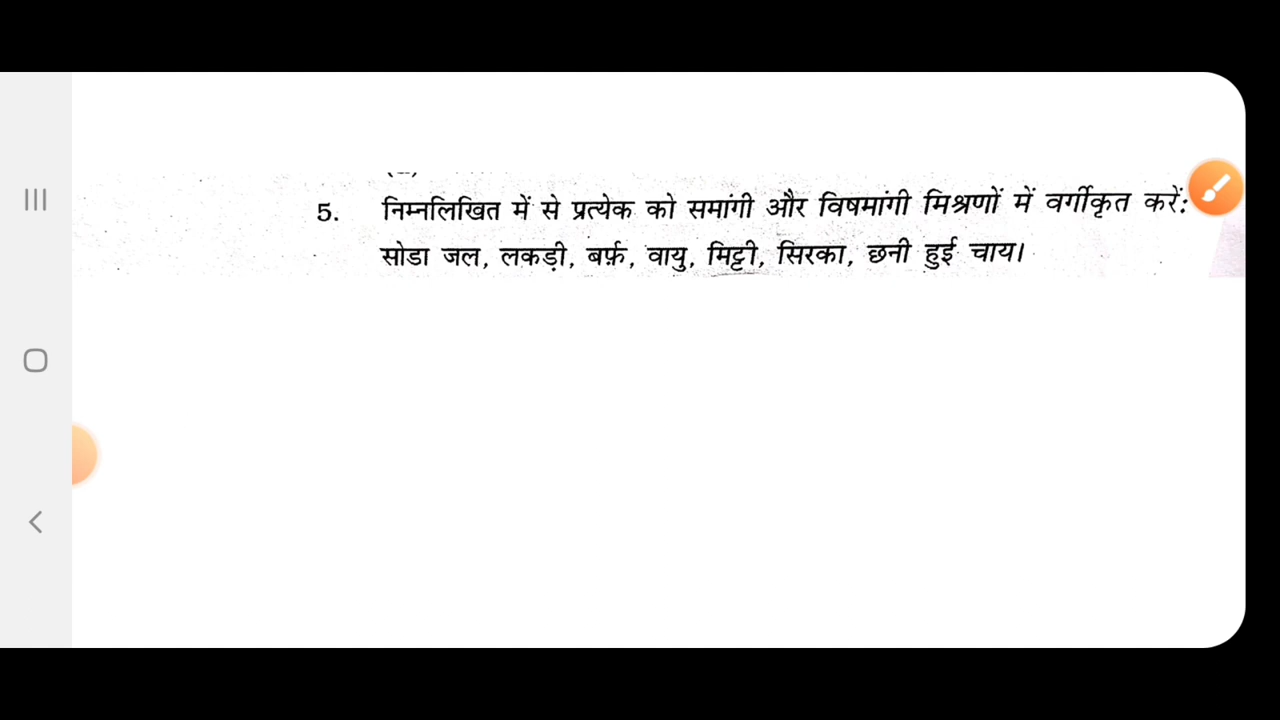 5. निम्नलिखित में से प्रत्येक को समांगी और विषमांगी मिश्रणों में वर्गीकृत करें:
सोडा जल, लकड़ी, बर्फ़, वायु, मिट्टी, सिरका, छनी हुई चाय।